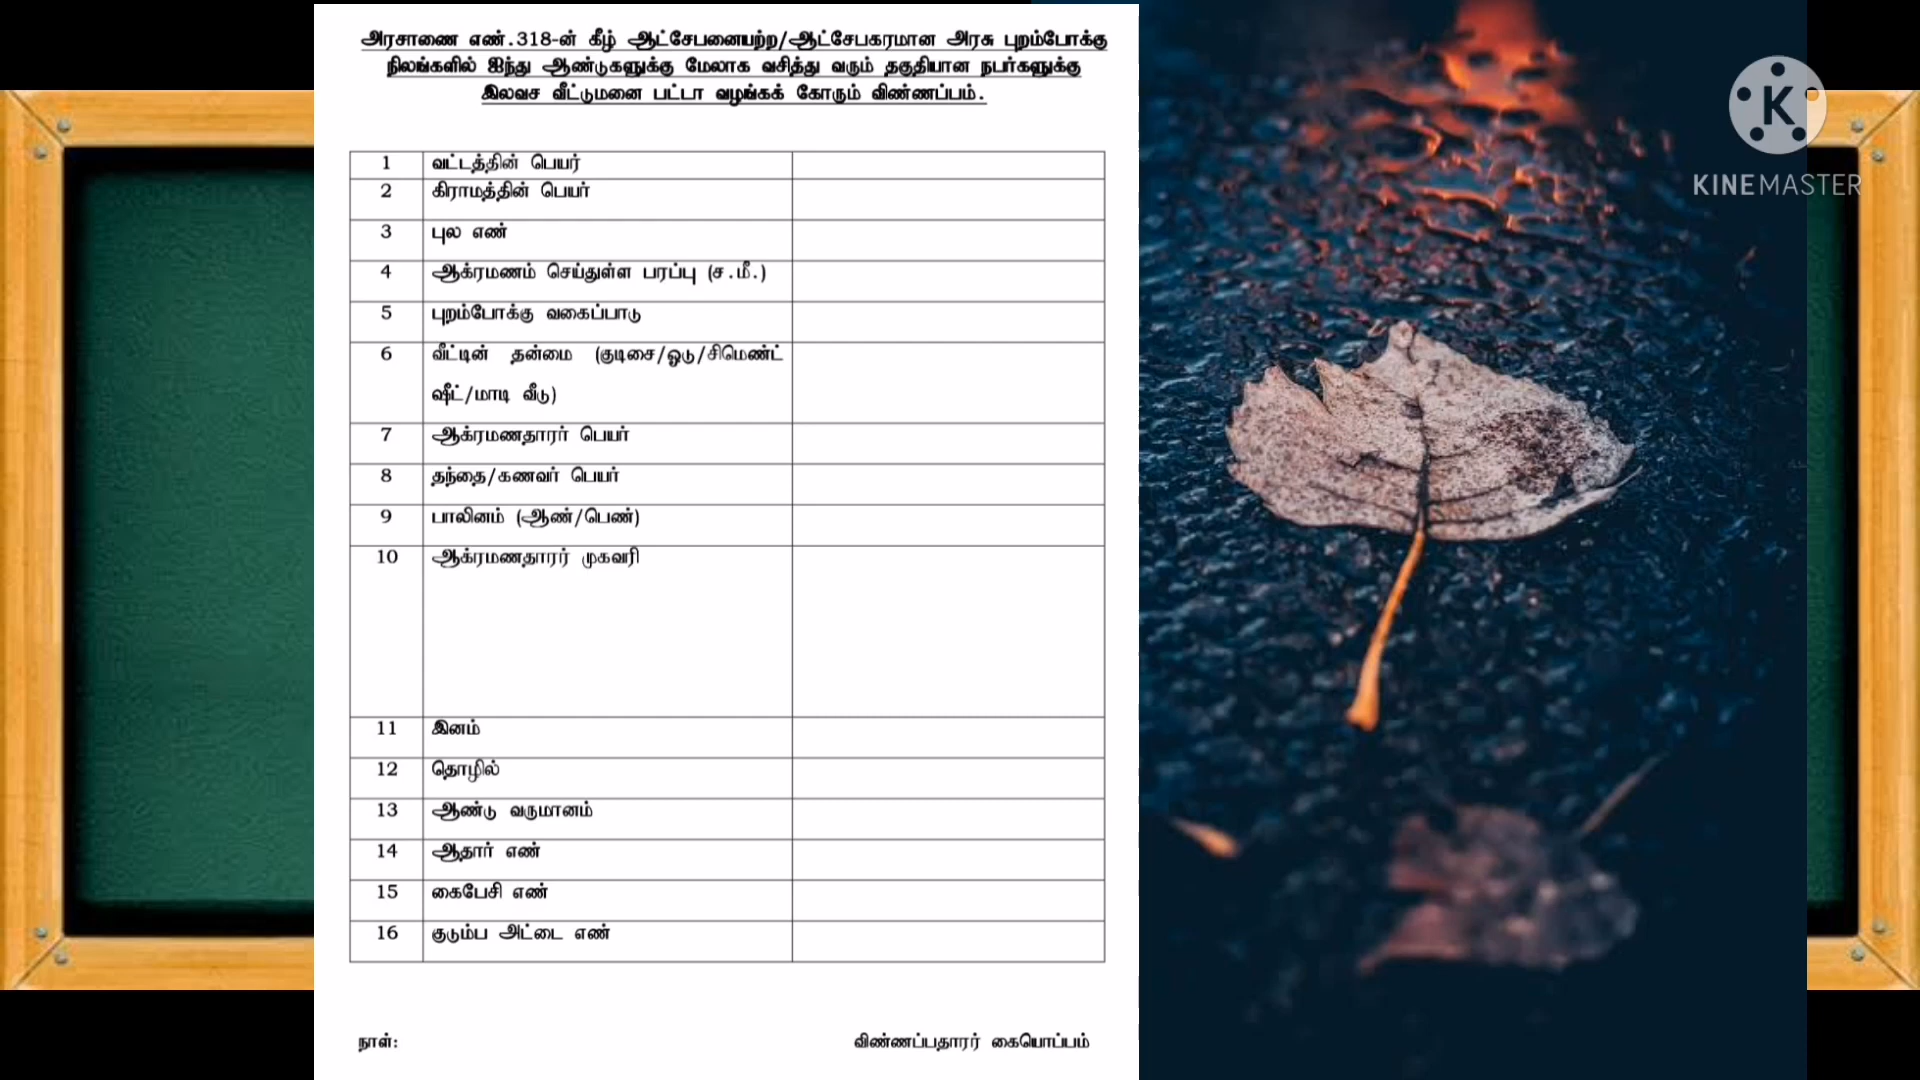 அரசாணை எண்.318-ன் கீழ் ஆட்சேபனையற்ற/ஆட்சேபகரமான அரசு புறம்போக்கு
நிலங்களில் ஐந்து ஆண்டுகளுக்கு மேலாக வசித்து வரும் தகுதியான நபர்களுக்கு
இலவச வீட்டுமனை பட்டா வழங்கக் கோரும் விண்ணப்பம்.
1 வட்டத்தின் பெயர்
2 கிராமத்தின் பெயர்
3 புல எண்
4 ஆக்ரமணம் செய்துள்ள பரப்பு (ச.மீ.)
5 புறம்போக்கு வகைப்பாடு
6 வீட்டின் தன்மை (குடிசை/ஓடு/சிமெண்ட்
ஷீட்/மாடி வீடு)
7 ஆக்ரமணதாரர் பெயர்
8 தந்தை/கணவர் பெயர்
9 பாலினம் (ஆண்/பெண்)
10 ஆக்ரமணதாரர் முகவரி
11 இனம்
12 தொழில்
13 ஆண்டு வருமானம்
14 ஆதார் எண்
15 கைபேசி எண்
16 குடும்ப அட்டை எண்
நாள்: விண்ணப்பதாரர் கையொப்பம்
K
KINEMASTER